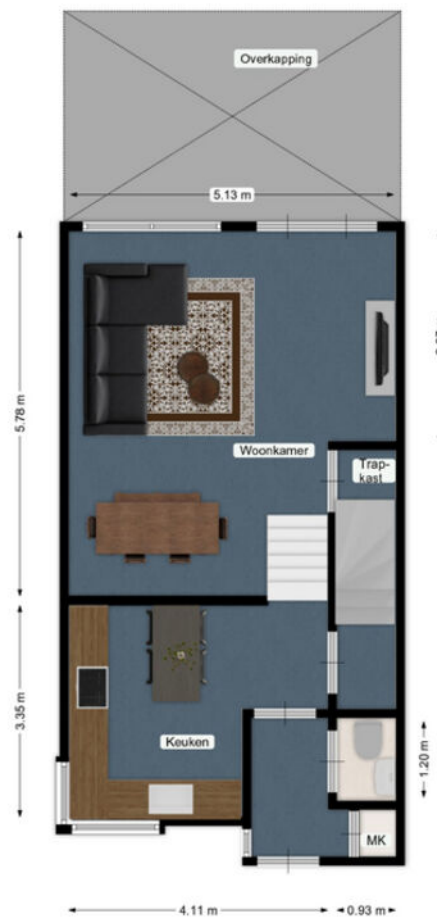 Overkapping
5.13 m
5.78 m
Woonkamer
Trap-
kast
3.35 m
Keuken
1.20 m
MK
4.11 m
0.93 m